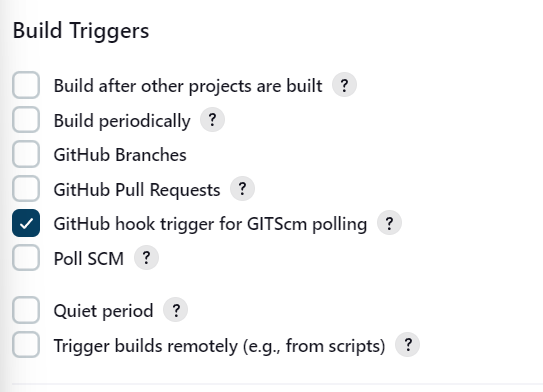 Build Triggers
Build after other projects are built ?
Build periodically ?
GitHub Branches
GitHub Pull Requests ?
GitHub hook trigger for GITScm polling ?
Poll SCM ?
Quiet period ?
Trigger builds remotely (e.g., from scripts) ?